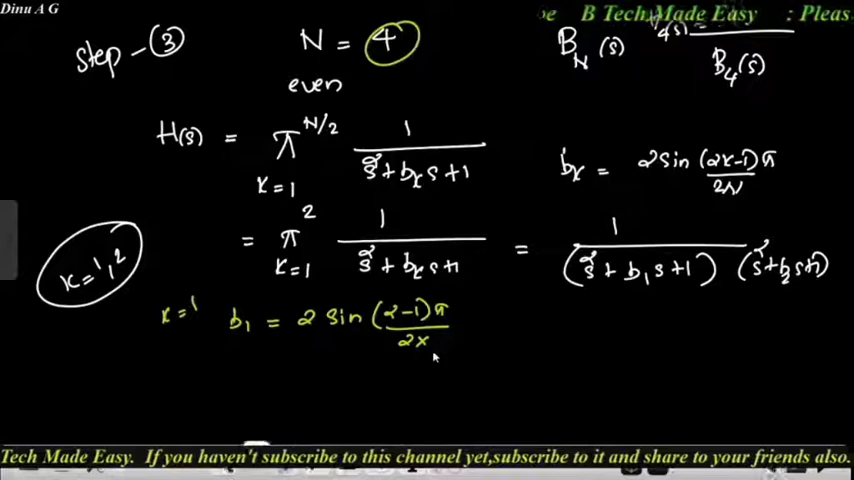 Dinu A G
be B Tech Made Easy : Pleas
Step - ③ N = 4
even
B_N (s) B_4(s)
H(s) = π^{N/2}_{K=1} 1 / (s² + b_K s + 1) b_K = 2 sin (2K-1)π / 2N
= π^{2}_{K=1} 1 / (s² + b_K s + 1) = 1 / (s² + b_1 s + 1) (s² + b_2 s + 1)
K = 1, 2
K = 1 b_1 = 2 sin (2-1)π / 2x
Tech Made Easy. If you haven't subscribe to this channel yet,subscribe to it and share to your friends also.